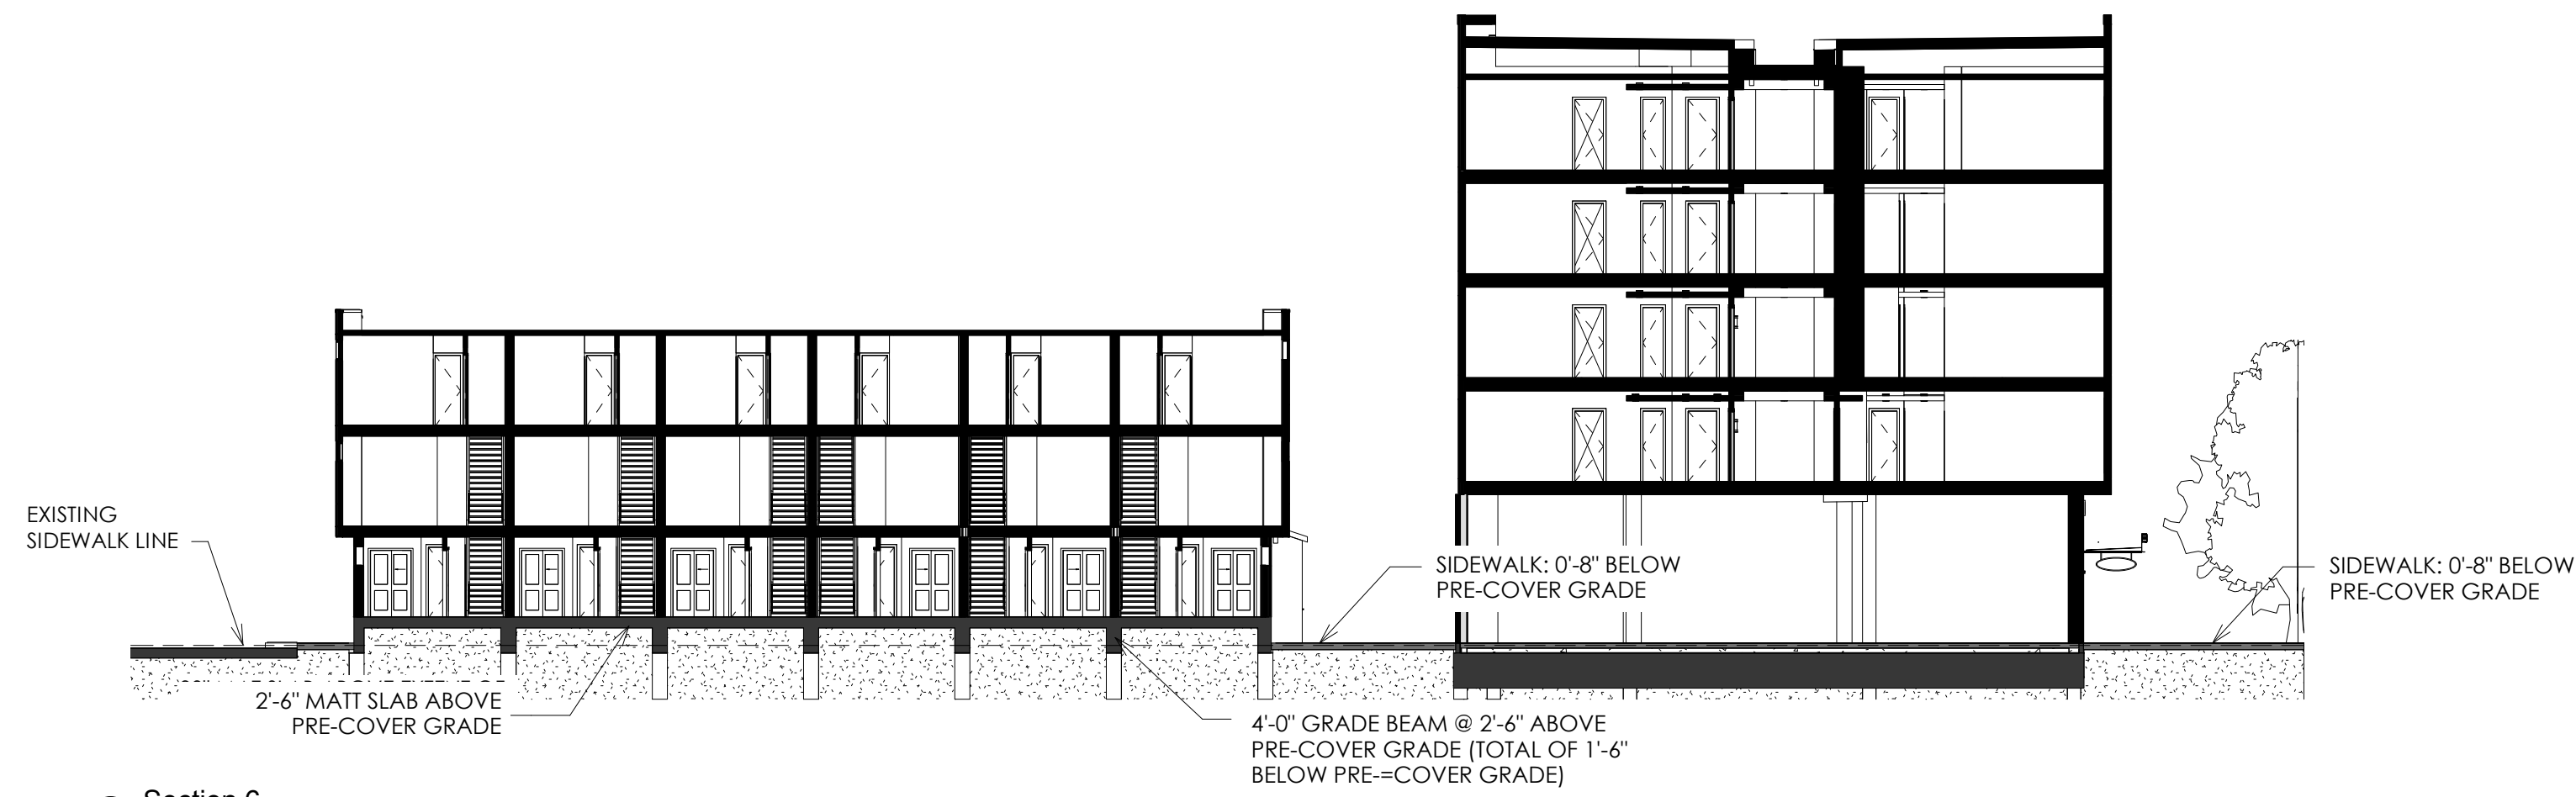 EXISTING
SIDEWALK LINE
2'-6" MATT SLAB ABOVE
PRE-COVER GRADE
4'-0" GRADE BEAM @ 2'-6" ABOVE
PRE-COVER GRADE (TOTAL OF 1'-6"
BELOW PRE-=COVER GRADE)
SIDEWALK: 0'-8" BELOW
PRE-COVER GRADE
SIDEWALK: 0'-8" BELOW
PRE-COVER GRADE
Section 6